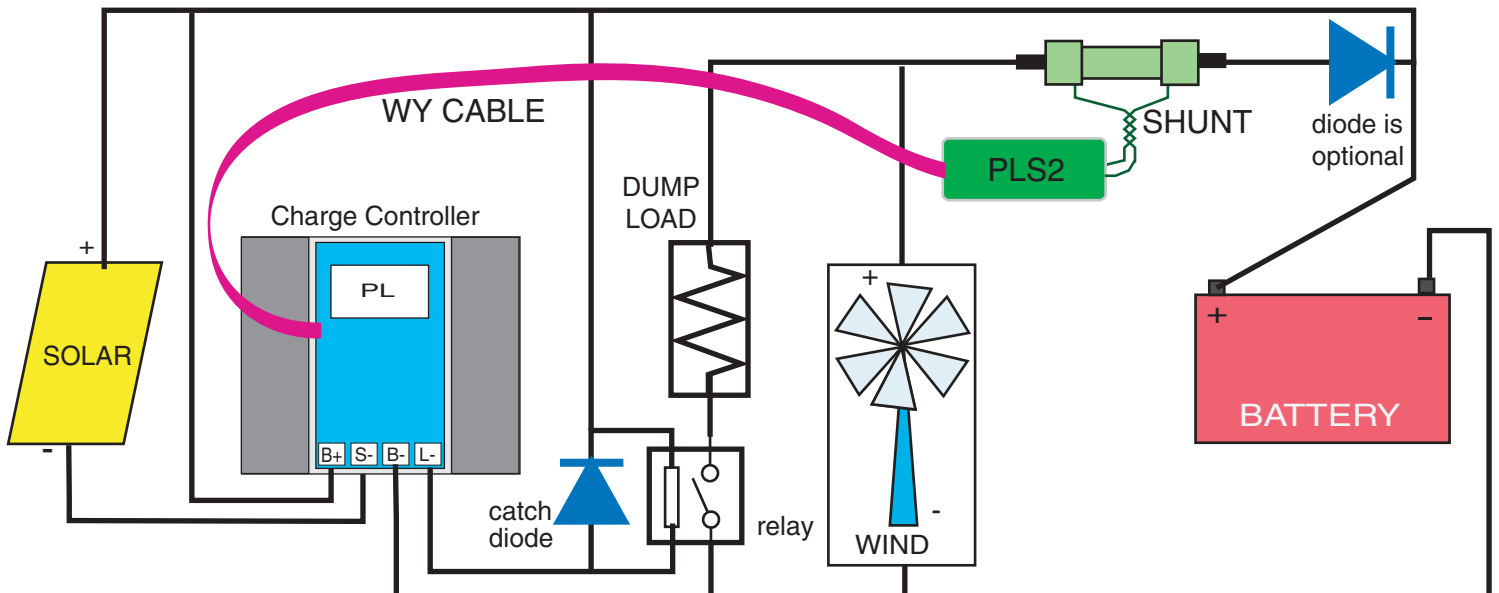 WY CABLE
SHUNT
diode is
optional
PLS2
DUMP
LOAD
Charge Controller
+
PL
+
SOLAR
+
-
BATTERY
-
B+ S- B- L-
catch
diode
relay
-
WIND